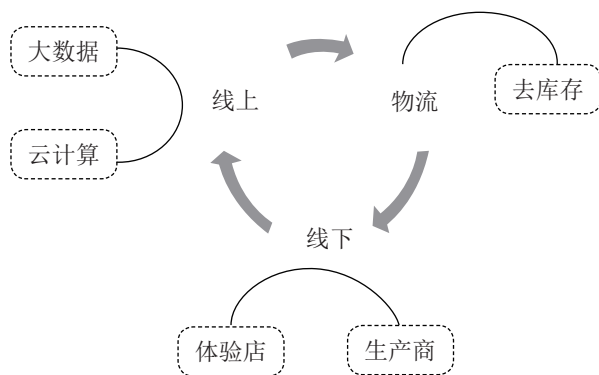 大数据
去库存
线上
物流
云计算
线下
体验店
生产商